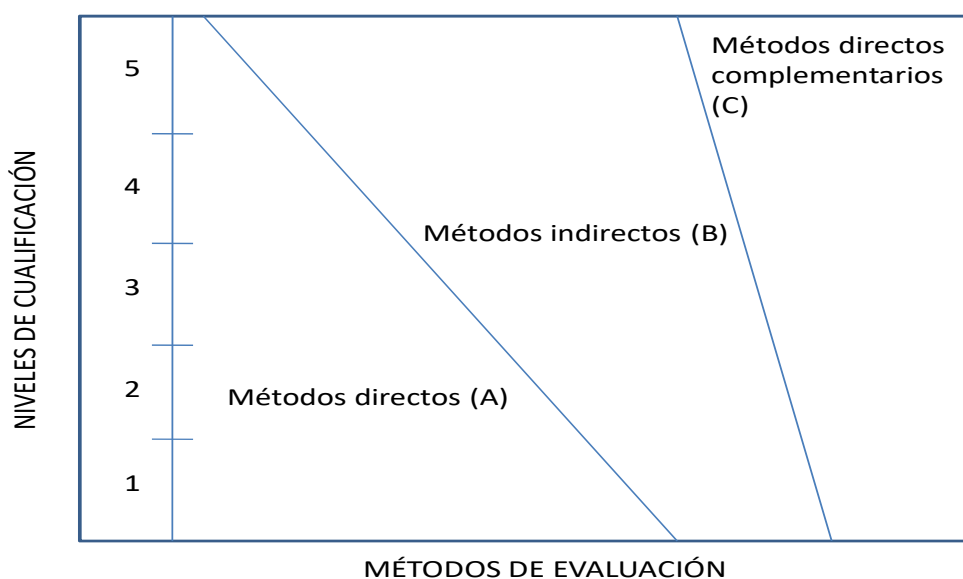 Métodos directos
complementarios
(C)
5
4
Métodos indirectos (B)
3
2
Métodos directos (A)
1
NIVELES DE CUALIFICACIÓN
MÉTODOS DE EVALUACIÓN